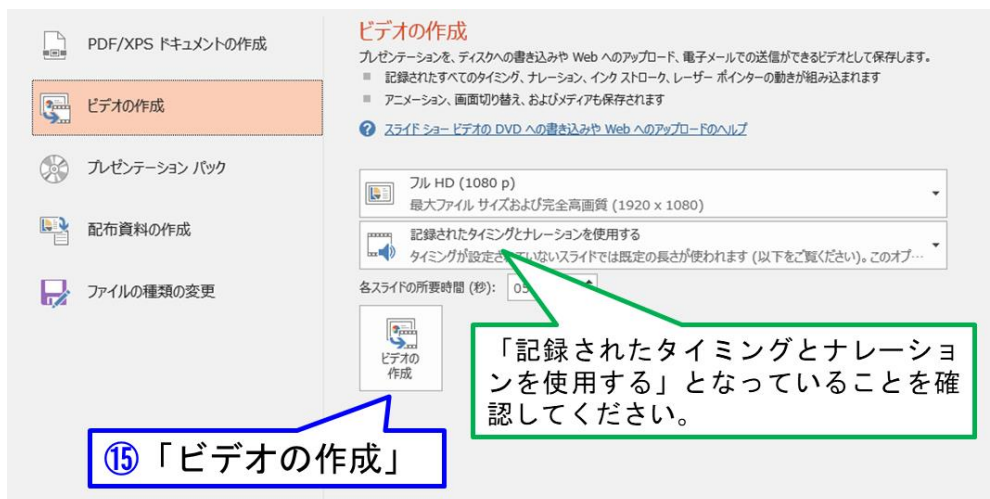 PDF/XPS ドキュメントの作成
ビデオの作成
プレゼンテーション パック
配布資料の作成
ファイルの種類の変更
ビデオの作成
プレゼンテーションを、ディスクへの書き込みや Web へのアップロード、電子メールでの送信ができるビデオとして保存します。
記録されたすべてのタイミング、ナレーション、インク ストローク、レーザー ポインターの動きが組み込まれます
アニメーション、画面切り替え、およびメディアも保存されます
スライド ショー ビデオの DVD への書き込みや Web へのアップロードのヘルプ
フル HD (1080 p)
最大ファイル サイズおよび完全高画質 (1920 x 1080)
記録されたタイミングとナレーションを使用する
タイミングが設定されていないスライドでは既定の長さが使われます (以下をご覧ください)。このオプ…
各スライドの所要時間 (秒): 05
ビデオの
作成
「記録されたタイミングとナレーショ
ンを使用する」となっていることを確
認してください。
⑮「ビデオの作成」